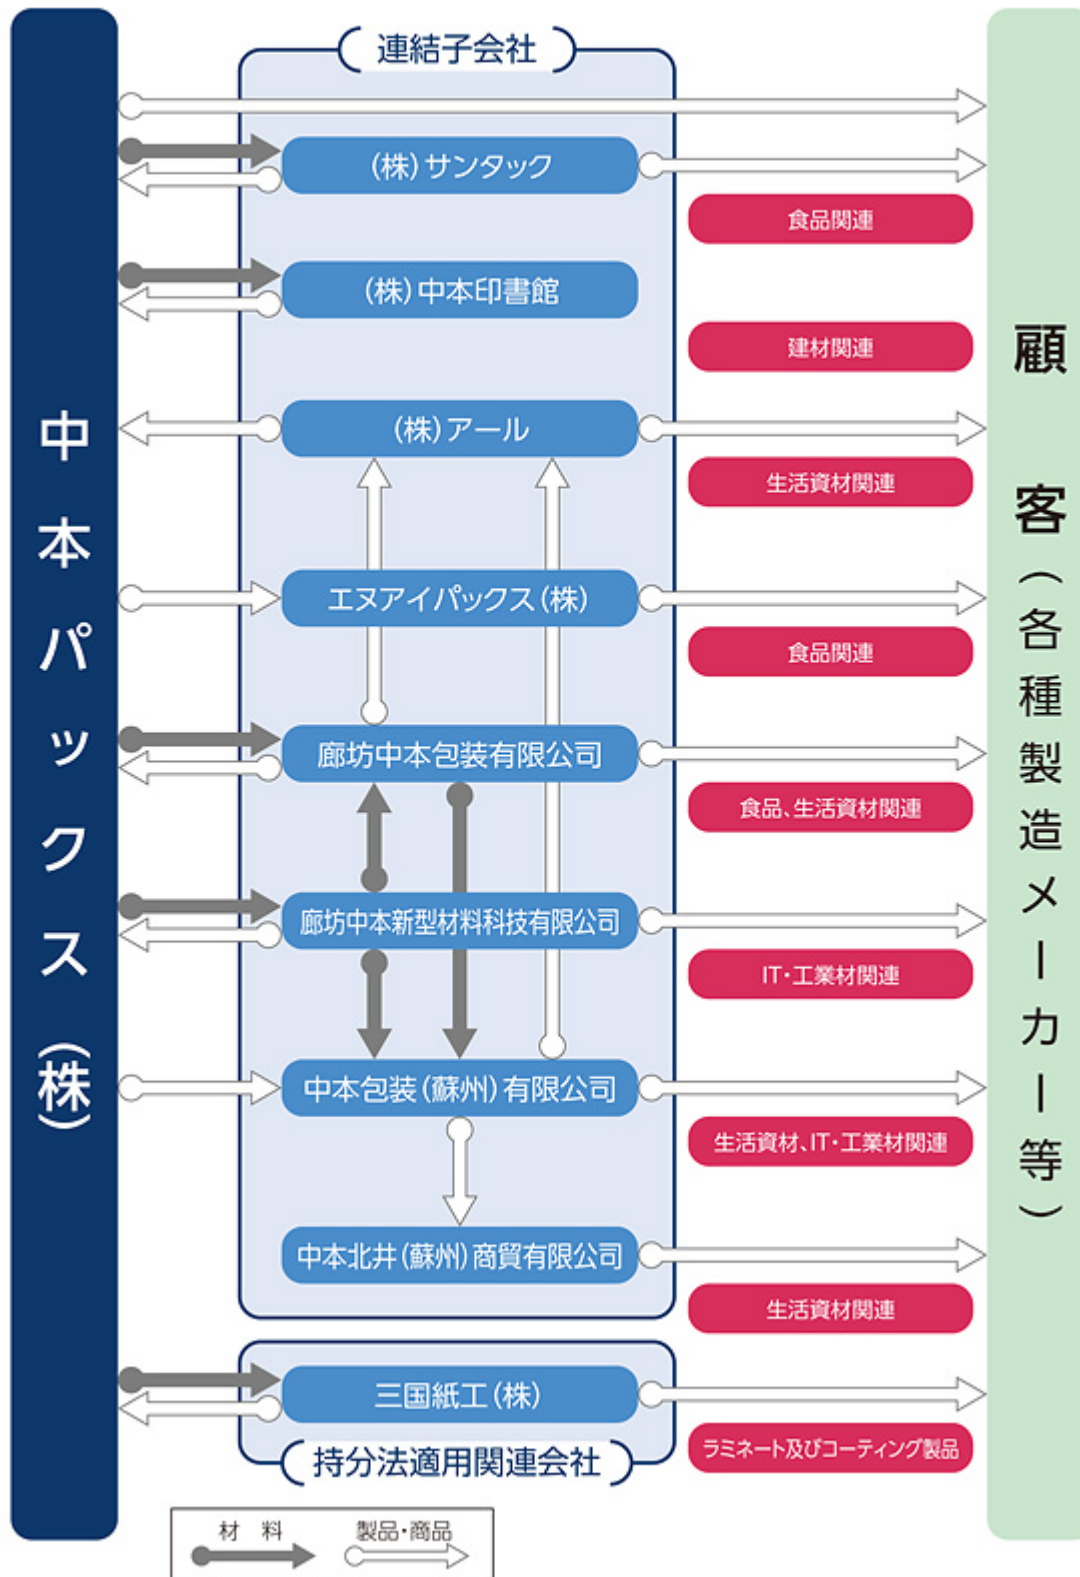 中本パックス(株)
連結子会社
(株)サンタック
食品関連
(株)中本印書館
建材関連
(株)アール
生活資材関連
エヌアイパックス(株)
食品関連
廊坊中本包装有限公司
食品、生活資材関連
廊坊中本新型材料科技有限公司
IT・工業材関連
中本包装(蘇州)有限公司
生活資材、IT・工業材関連
中本北井(蘇州)商貿有限公司
生活資材関連
三国紙工(株)
ラミネート及びコーティング製品
持分法適用関連会社
顧客(各種製造メーカー等)
材料
製品・商品